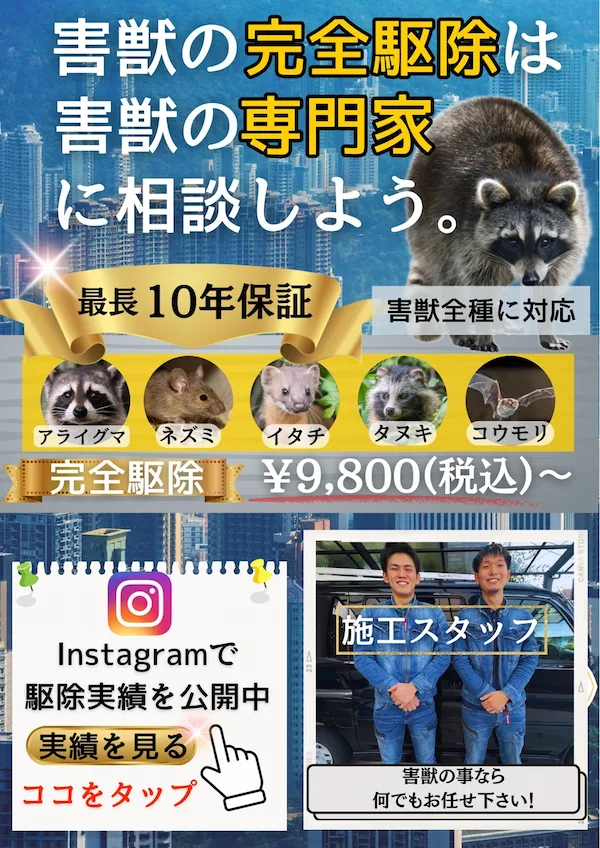 害獣の完全駆除は
害獣の専門家
に相談しよう。
最長10年保証
害獣全種に対応
アライグマ
ネズミ
イタチ
タヌキ
コウモリ
完全駆除
￥9,800(税込)～
Instagramで
駆除実績を公開中
実績を見る
ココをタップ
施工スタッフ
害獣の事なら
何でもお任せ下さい!
CANVA STORI
23